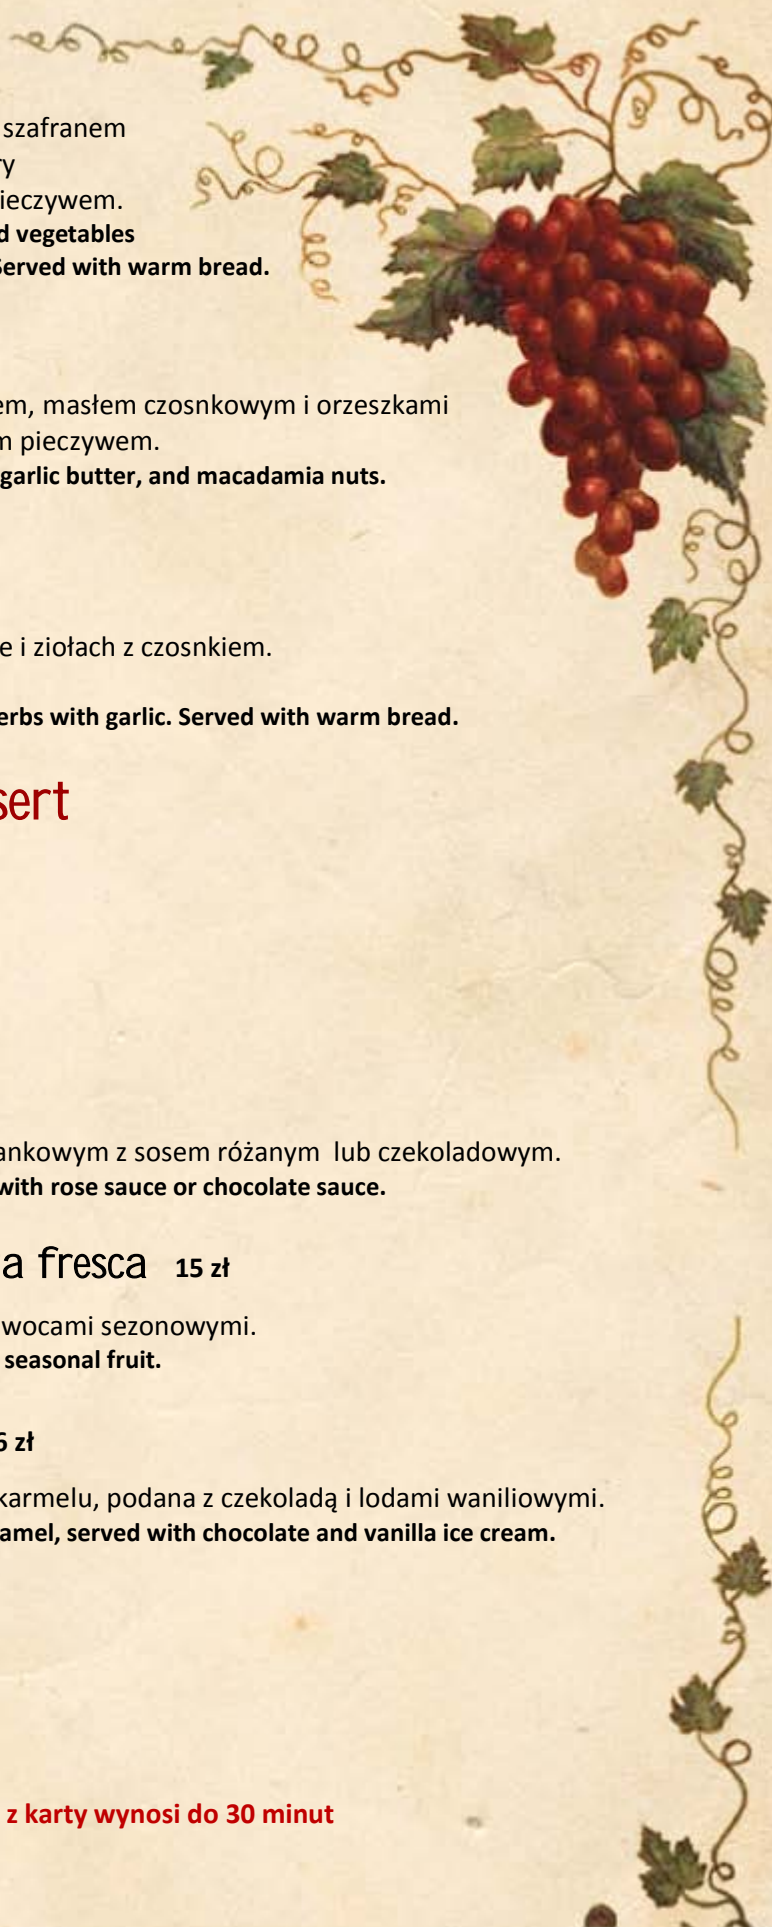 szafranem
ry
ieczywem.
d vegetables
Served with warm bread.
em, masłem czosnkowym i orzeszkami
m pieczywem.
garlic butter, and macadamia nuts.
e i ziołach z czosnkiem.
erbs with garlic. Served with warm bread.
sert
ankowym z sosem różanym lub czekoladowym.
with rose sauce or chocolate sauce.
a fresca 15 zł
wocami sezonowymi.
seasonal fruit.
6 zł
karmelu, podana z czekoladą i lodami waniliowymi.
amel, served with chocolate and vanilla ice cream.
z karty wynosi do 30 minut